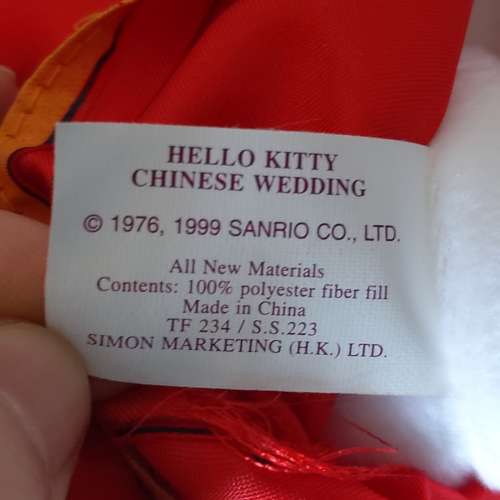 HELLO KITTY
CHINESE WEDDING
© 1976, 1999 SANRIO CO., LTD.
All New Materials
Contents: 100% polyester fiber fill
Made in China
TF 234 / S.S.223
SIMON MARKETING (H.K.) LTD.